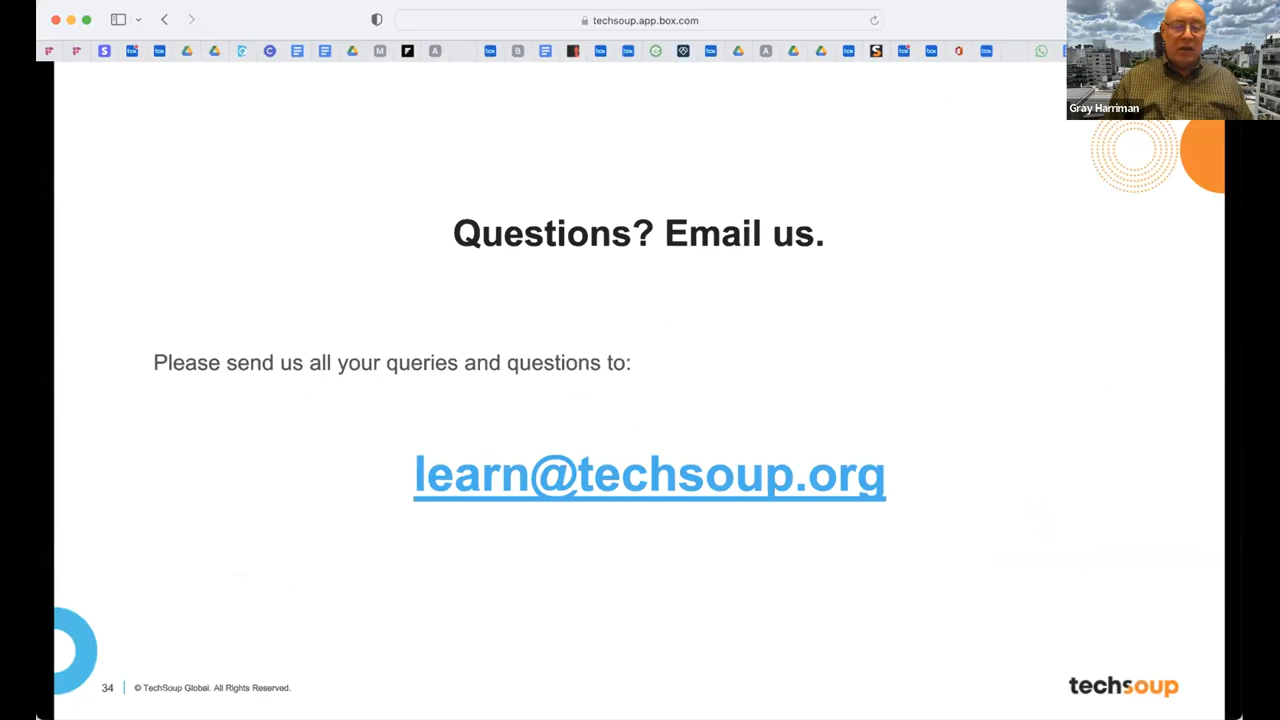 techsoup.app.box.com
Gray Harriman
Questions? Email us.
Please send us all your queries and questions to:
learn@techsoup.org
34
© TechSoup Global. All Rights Reserved.
techsoup